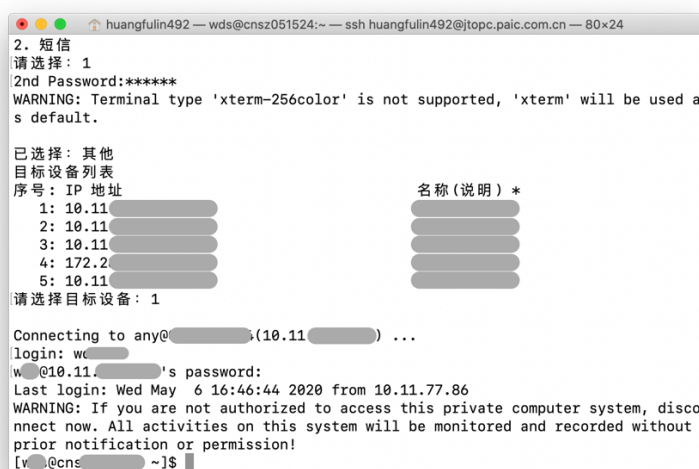 huangfulin492 — wds@cnsz051524:~ — ssh huangfulin492@jtopc.paic.com.cn — 80×24
2. 短信
请选择: 1
2nd Password:******
WARNING: Terminal type 'xterm-256color' is not supported, 'xterm' will be used a
s default.
已选择: 其他
目标设备列表
序号: IP 地址 名称(说明) *
1: 10.11
2: 10.11
3: 10.11
4: 172.2
5: 10.11
请选择目标设备: 1
Connecting to any@ (10.11 ) ...
login: w
w @10.11. 's password:
Last login: Wed May  6 16:46:44 2020 from 10.11.77.86
WARNING: If you are not authorized to access this private computer system, disco
nnect now. All activities on this system will be monitored and recorded without
prior notification or permission!
[w @cns ~]$